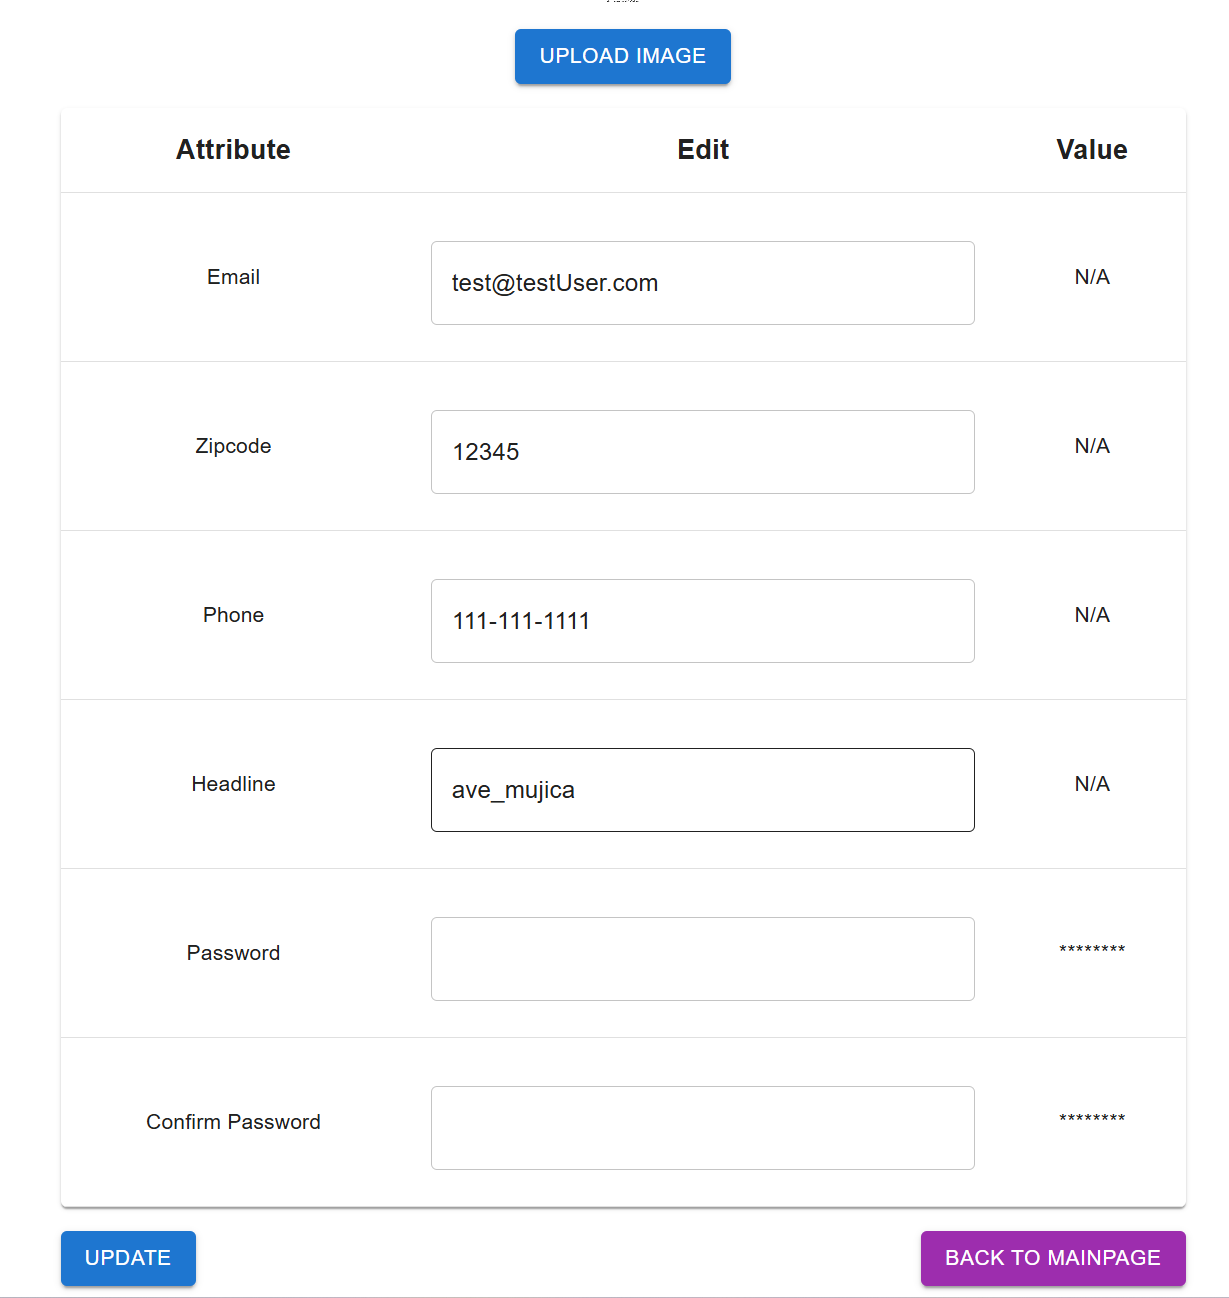 UPLOAD IMAGE
Attribute Edit Value
Email test@testUser.com N/A
Zipcode 12345 N/A
Phone 111-111-1111 N/A
Headline ave_mujica N/A
Password ********
Confirm Password ********
UPDATE BACK TO MAINPAGE